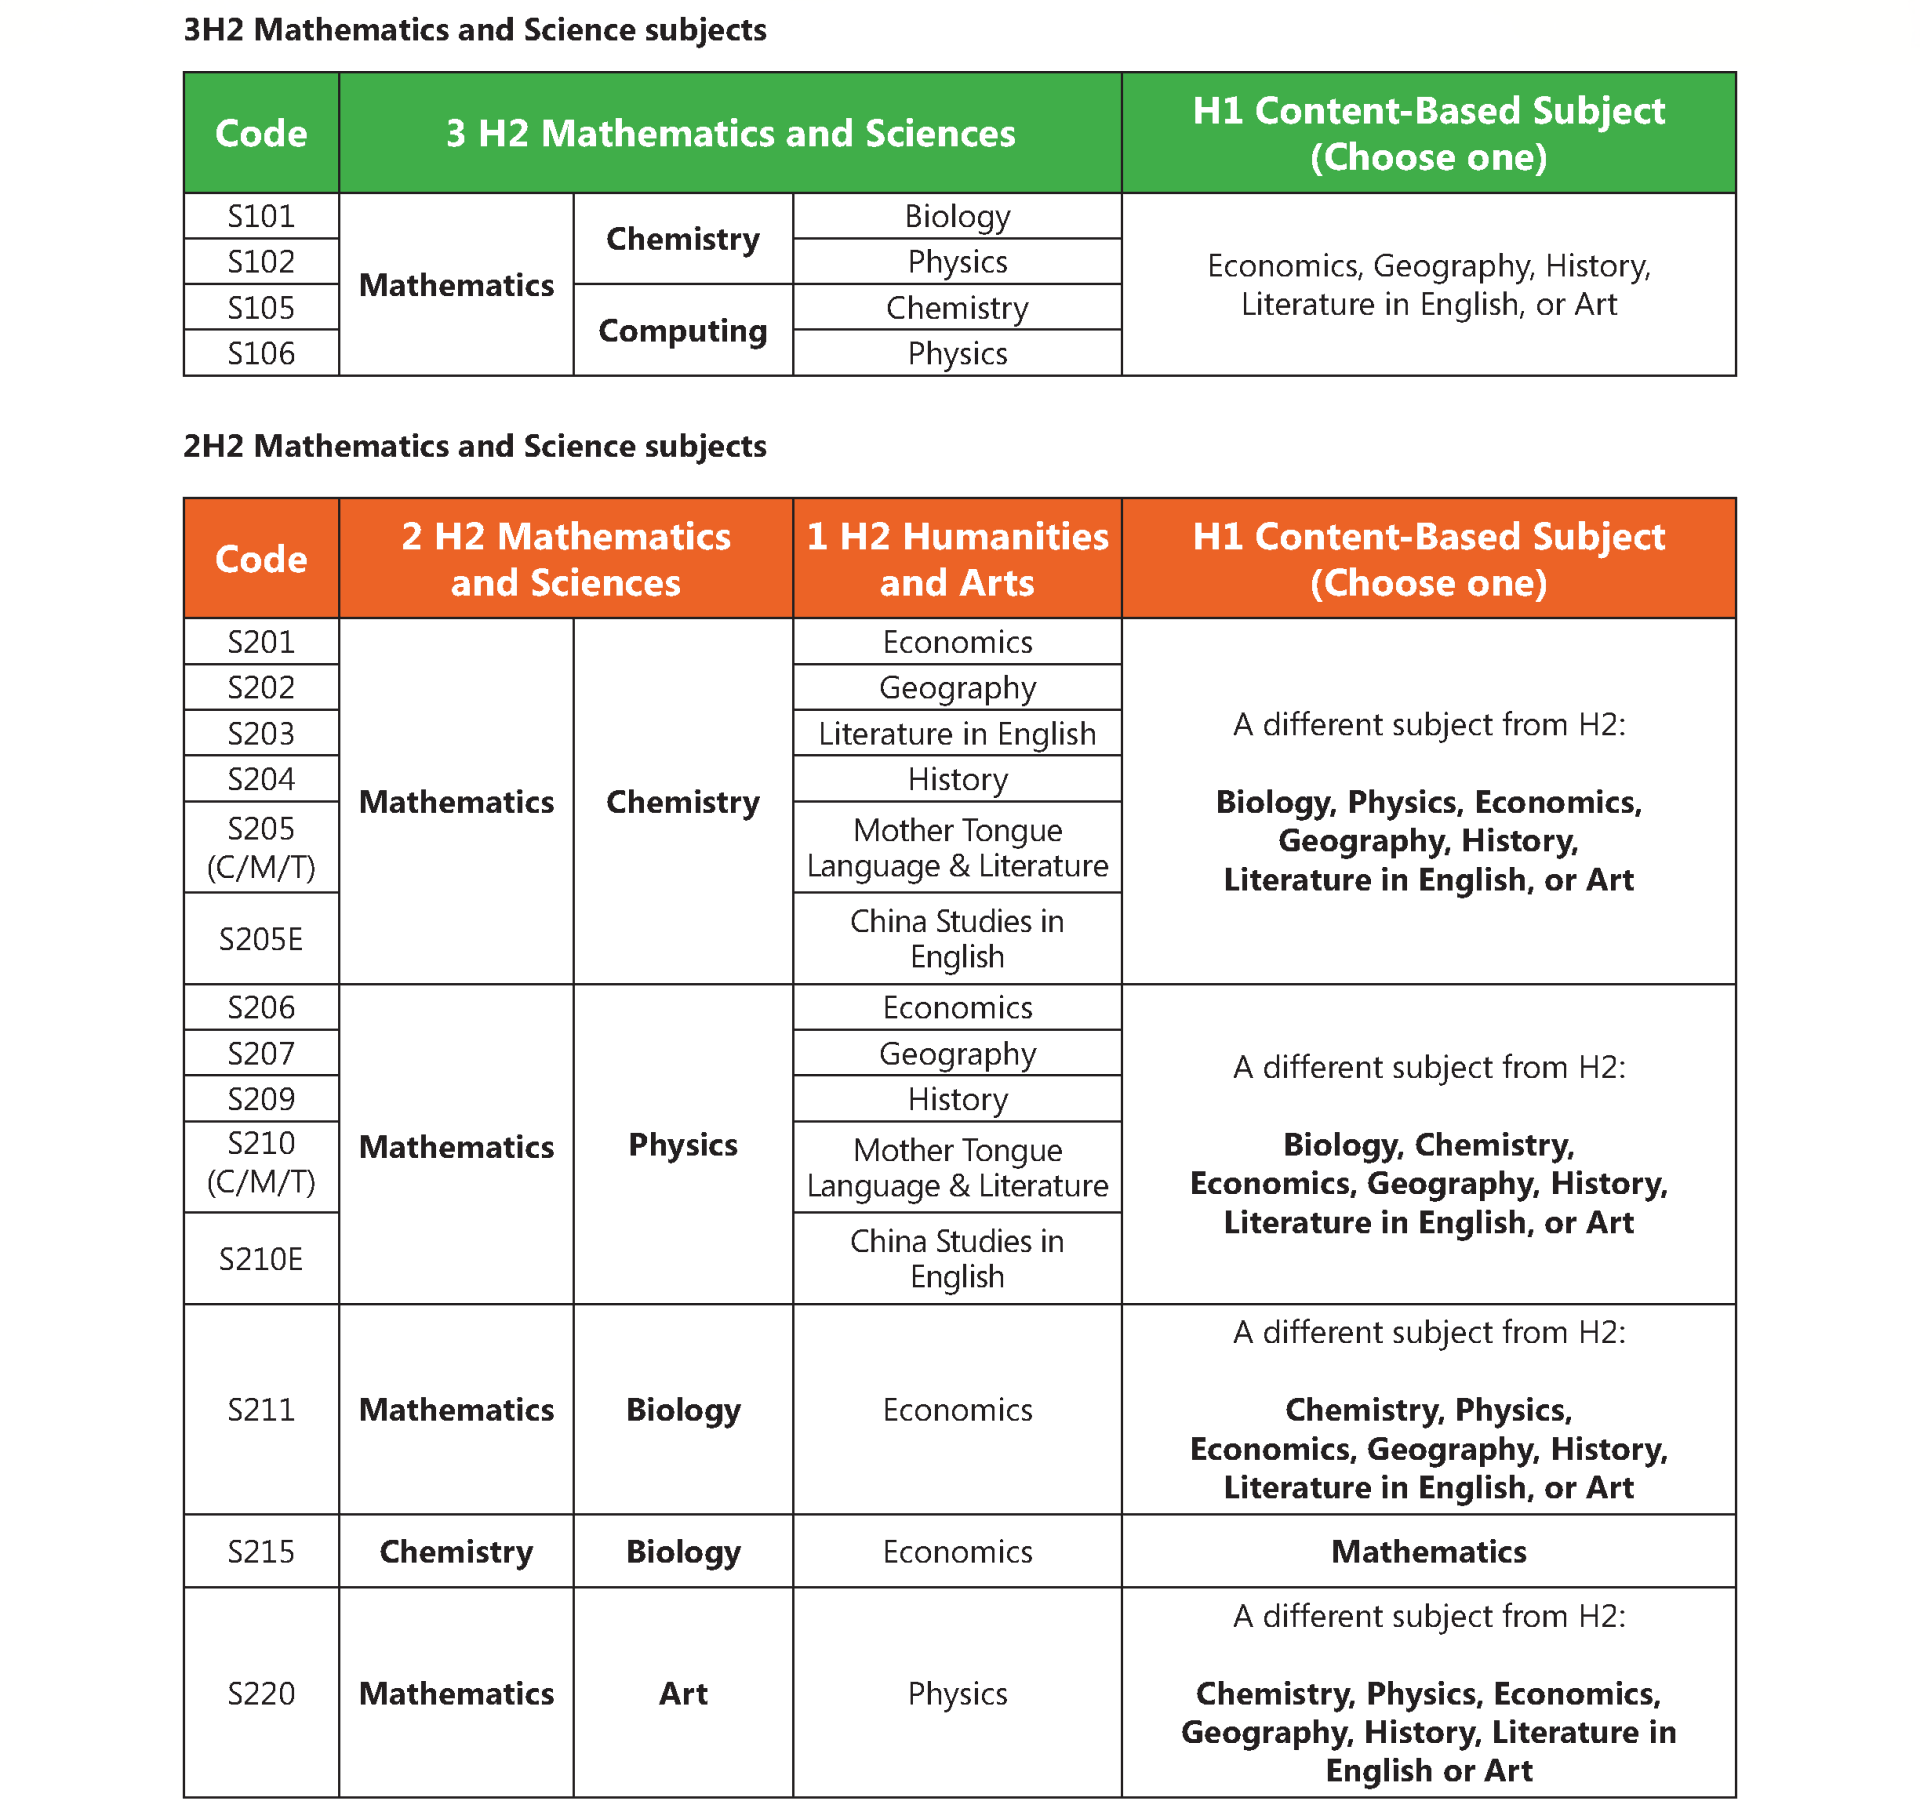 3H2 Mathematics and Science subjects
Code
3 H2 Mathematics and Sciences
H1 Content-Based Subject
(Choose one)
S101
S102
S105
S106
Mathematics
Chemistry
Computing
Biology
Physics
Chemistry
Physics
Economics, Geography, History,
Literature in English, or Art
2H2 Mathematics and Science subjects
Code
2 H2 Mathematics
and Sciences
1 H2 Humanities
and Arts
H1 Content-Based Subject
(Choose one)
S201
S202
S203
S204
S205
(C/M/T)
S205E
Mathematics
Chemistry
Economics
Geography
Literature in English
History
Mother Tongue
Language & Literature
China Studies in
English
A different subject from H2:
Biology, Physics, Economics,
Geography, History,
Literature in English, or Art
S206
S207
S209
S210
(C/M/T)
S210E
Mathematics
Physics
Economics
Geography
History
Mother Tongue
Language & Literature
China Studies in
English
A different subject from H2:
Biology, Chemistry,
Economics, Geography, History,
Literature in English, or Art
S211
Mathematics
Biology
Economics
A different subject from H2:
Chemistry, Physics,
Economics, Geography, History,
Literature in English, or Art
S215
Chemistry
Biology
Economics
Mathematics
S220
Mathematics
Art
Physics
A different subject from H2:
Chemistry, Physics, Economics,
Geography, History, Literature in
English or Art